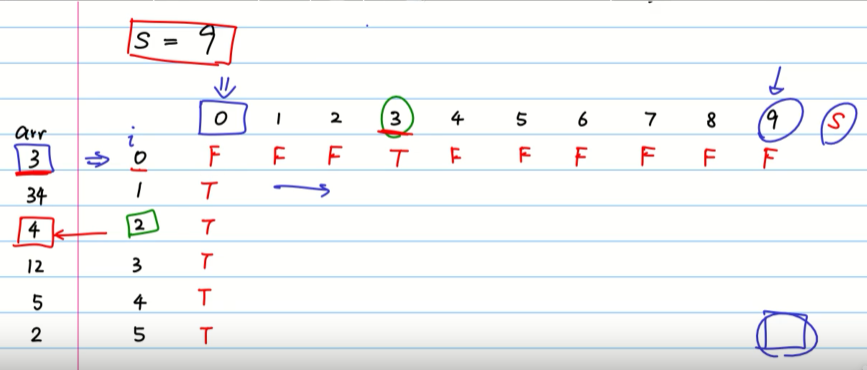 S = 9
0 1 2 3 4 5 6 7 8 9 S
arr i
3 ⇒ 0 F F F T F F F F F F
34 1 T →
4 ← 2 T
12 3 T
5 4 T
2 5 T